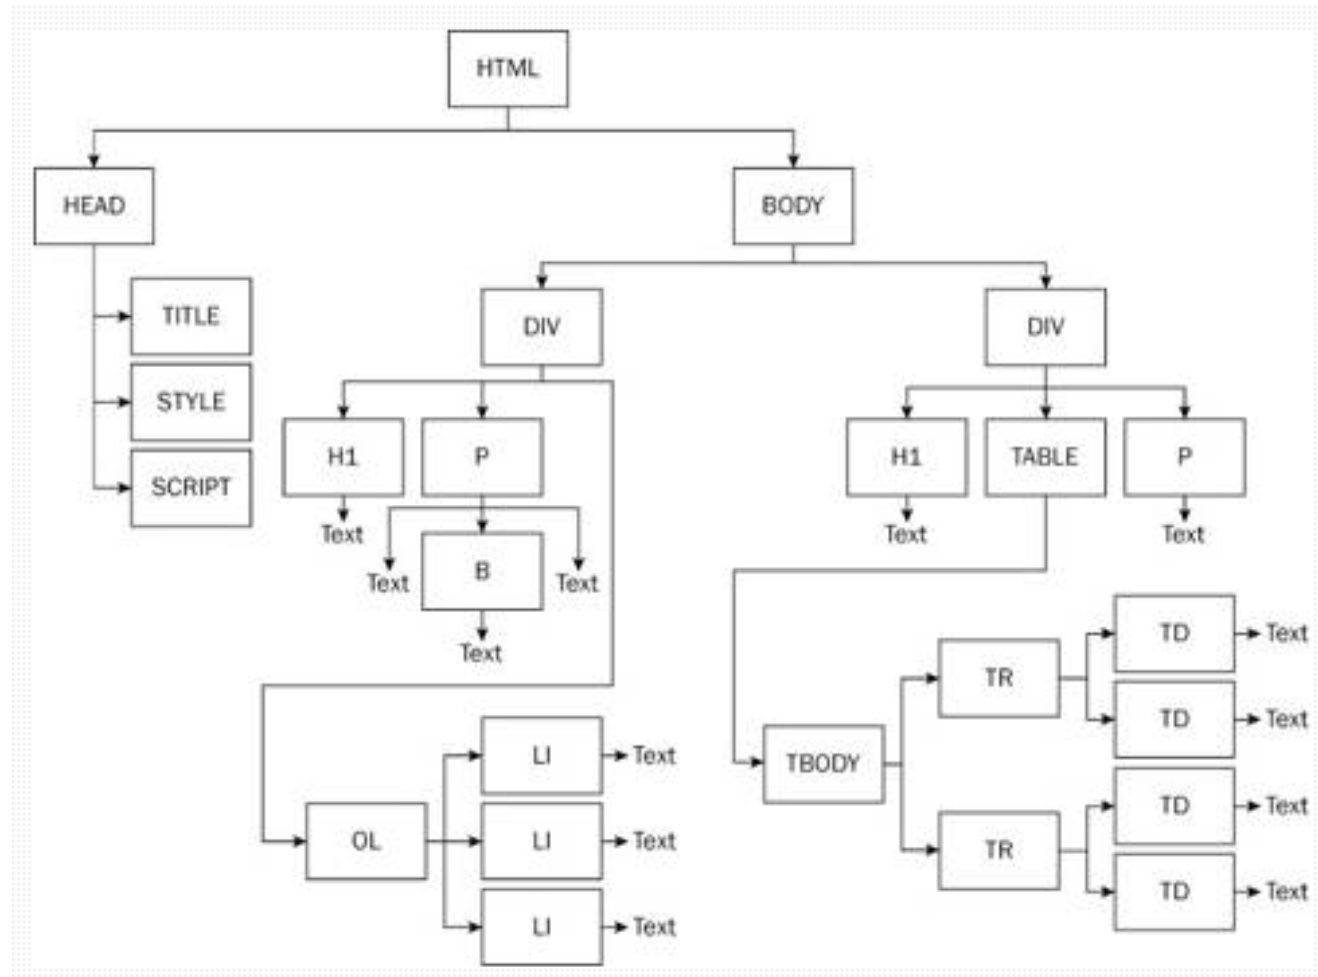 HTML
HEAD
BODY
TITLE
STYLE
SCRIPT
DIV
DIV
H1
P
Text
Text
B
Text
Text
H1
TABLE
P
Text
Text
OL
LI
Text
LI
Text
LI
Text
TBODY
TR
TD
Text
TD
Text
TR
TD
Text
TD
Text